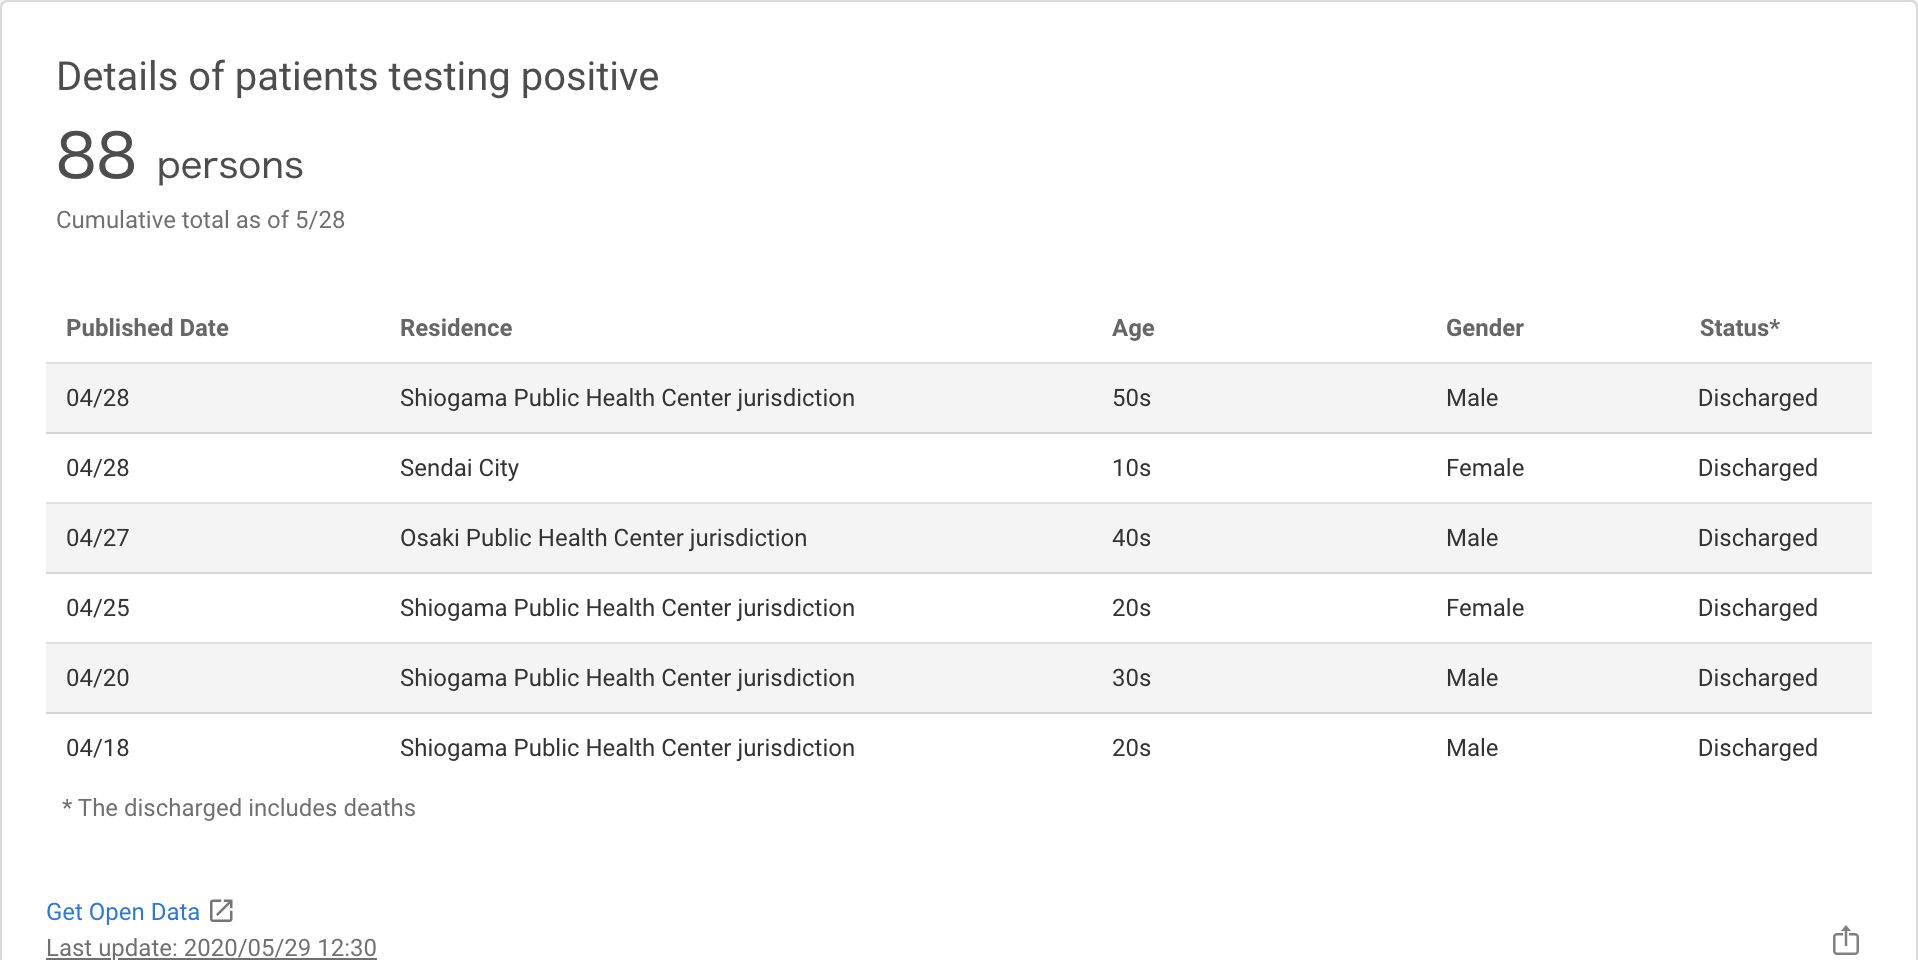 Details of patients testing positive
88 persons
Cumulative total as of 5/28
Published Date Residence Age Gender Status*
04/28 Shiogama Public Health Center jurisdiction 50s Male Discharged
04/28 Sendai City 10s Female Discharged
04/27 Osaki Public Health Center jurisdiction 40s Male Discharged
04/25 Shiogama Public Health Center jurisdiction 20s Female Discharged
04/20 Shiogama Public Health Center jurisdiction 30s Male Discharged
04/18 Shiogama Public Health Center jurisdiction 20s Male Discharged
* The discharged includes deaths
Get Open Data
Last update: 2020/05/29 12:30